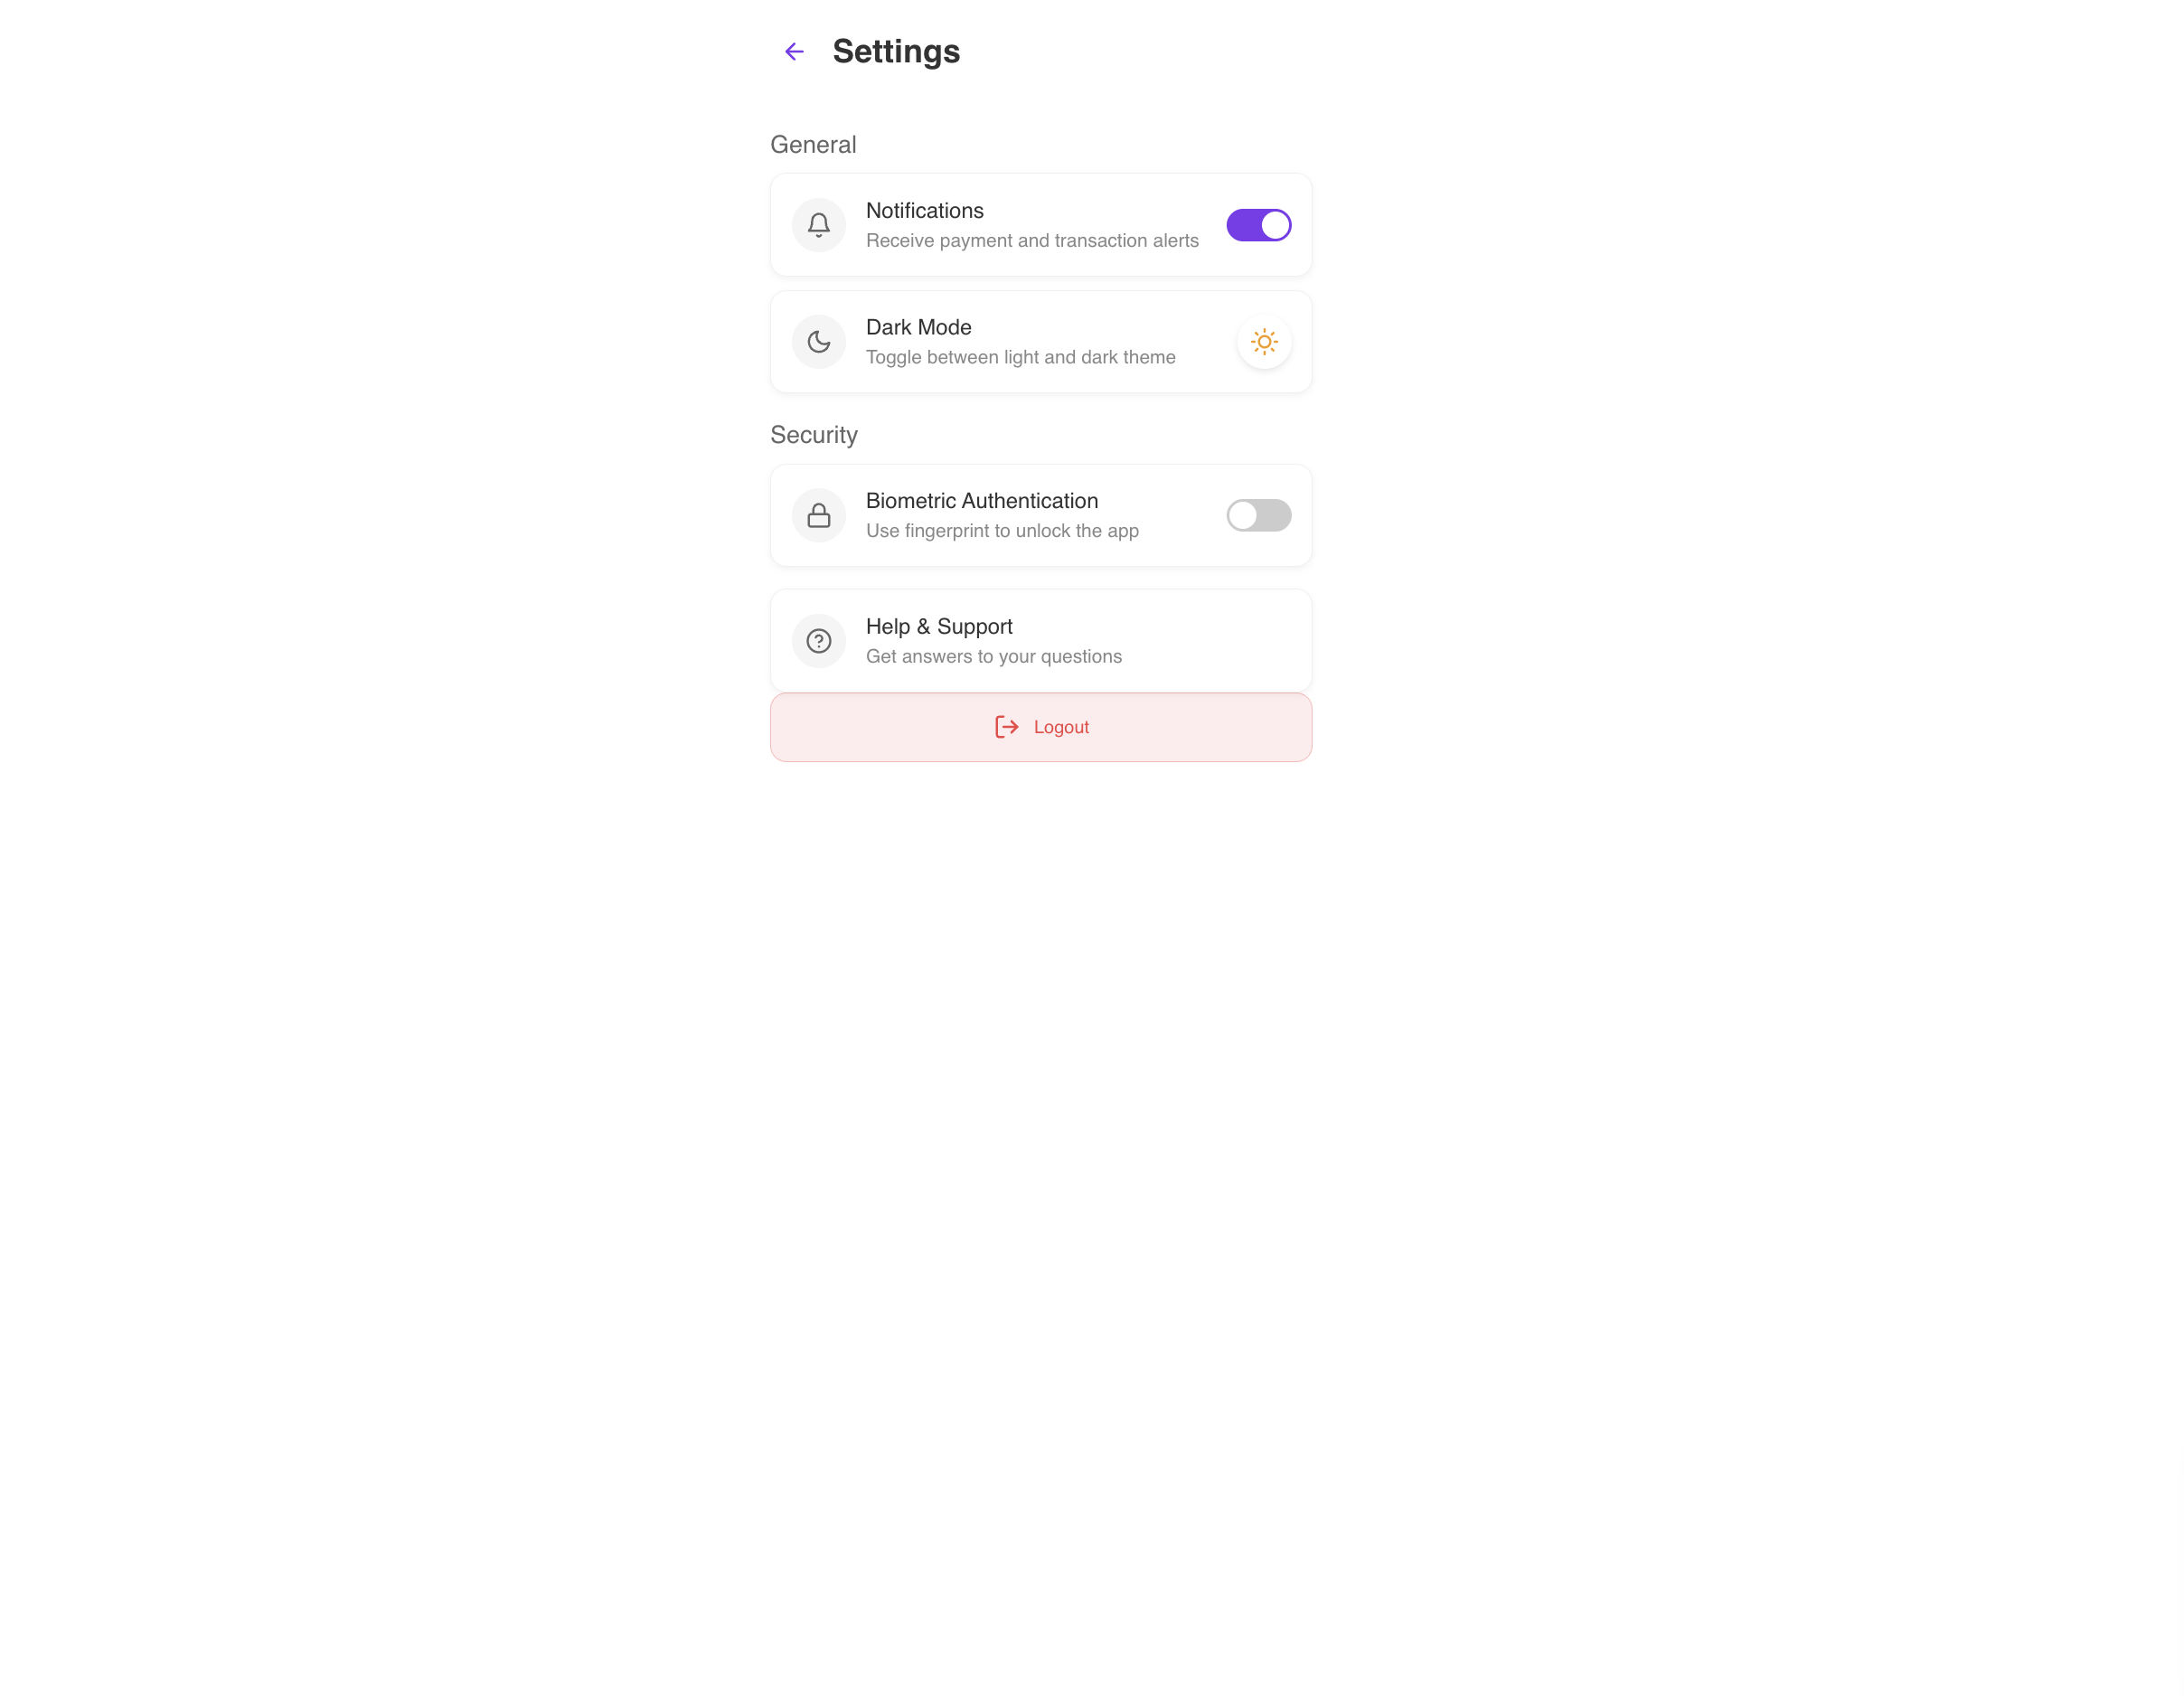 Settings
General
Notifications
Receive payment and transaction alerts
Dark Mode
Toggle between light and dark theme
Security
Biometric Authentication
Use fingerprint to unlock the app
Help & Support
Get answers to your questions
Logout